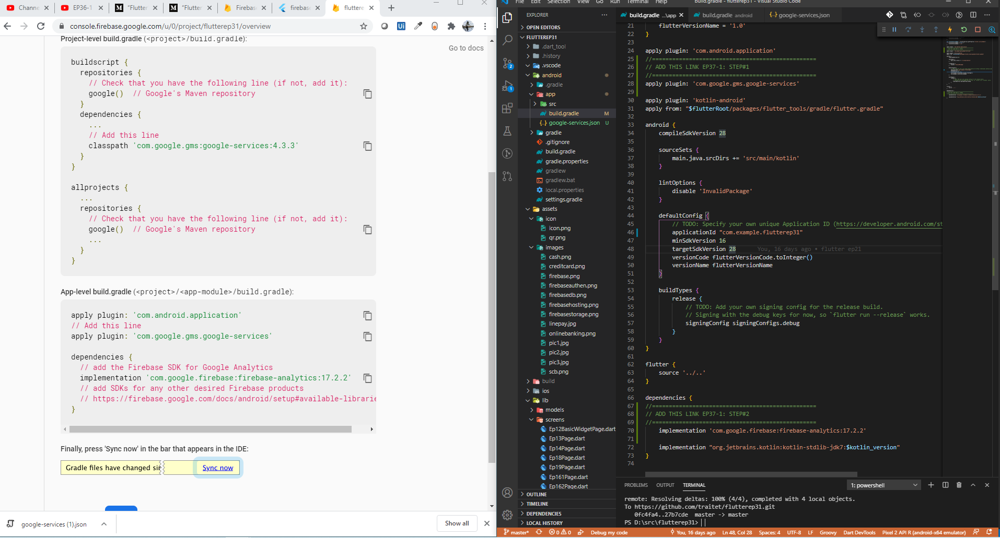 Channe
EP36-1
"Flutter
"Flutter
Firebase
firebase
fluttere
console.firebase.google.com/u/0/project/flutterep31/overview
Project-level build.gradle (<project>/build.gradle):
Go to docs
buildscript {
repositories {
// Check that you have the following line (if not, add it):
google()  // Google's Maven repository
}
dependencies {
...
// Add this line
classpath 'com.google.gms:google-services:4.3.3'
}
}
allprojects {
...
repositories {
// Check that you have the following line (if not, add it):
google()  // Google's Maven repository
...
}
}
App-level build.gradle (<project>/<app-module>/build.gradle):
apply plugin: 'com.android.application'
// Add this line
apply plugin: 'com.google.gms.google-services'
dependencies {
// add the Firebase SDK for Google Analytics
implementation 'com.google.firebase:firebase-analytics:17.2.2'
// add SDKs for any other desired Firebase products
// https://firebase.google.com/docs/android/setup#available-librarie
}
Finally, press 'Sync now' in the bar that appears in the IDE:
Gradle files have changed sin
Sync now
google-services (1).json
Show all
File Edit Selection View Go Run Terminal Help
build.gradle - flutterep31 - Visual Studio Code
EXPLORER
OPEN EDITORS
FLUTTEREP31
.dart_tool
.history
.vscode
android
.gradle
app
src
build.gradle M
google-services.json U
gradle
.gitignore
build.gradle
gradle.properties
gradlew
gradlew.bat
local.properties
settings.gradle
assets
icon
icon.png
qr.png
images
cash.png
creditcard.png
firebase.png
firebaseauthen.png
firebasedb.png
firebasehosting.png
firebasestorage.png
linepay.jpg
onlinebanking.png
pic1.jpg
pic2.jpg
pic3.jpg
scb.png
build
ios
lib
models
screens
Ep12BasicWidgetPage.dart
Ep13Page.dart
Ep14Page.dart
Ep18Page.dart
Ep19Page.dart
Ep161Page.dart
Ep162Page.dart
OUTLINE
TIMELINE
DEPENDENCIES
LOCAL HISTORY
build.gradle ...\app
build.gradle android
google-services.json
21 flutterVersionName = '1.0'
22 }
23
24 apply plugin: 'com.android.application'
25 //=================================================
26 // ADD THIS LINK EP37-1: STEP#1
27 //=================================================
28 apply plugin: 'com.google.gms.google-services'
29
30 apply plugin: 'kotlin-android'
31 apply from: "$flutterRoot/packages/flutter_tools/gradle/flutter.gradle"
32
33 android {
34 compileSdkVersion 28
35
36 sourceSets {
37 main.java.srcDirs += 'src/main/kotlin'
38 }
39
40 lintOptions {
41 disable 'InvalidPackage'
42 }
43
44 defaultConfig {
45 // TODO: Specify your own unique Application ID (https://developer.android.com/st
46 applicationId "com.example.flutterep31"
47 minSdkVersion 16
48 targetSdkVersion 28 You, 16 days ago • flutter ep21
49 versionCode flutterVersionCode.toInteger()
50 versionName flutterVersionName
51 }
52
53 buildTypes {
54 release {
55 // TODO: Add your own signing config for the release build.
56 // Signing with the debug keys for now, so `flutter run --release` works.
57 signingConfig signingConfigs.debug
58 }
59 }
60 }
61
62 flutter {
63 source '../..'
64 }
65
66 dependencies {
67 //=================================================
68 // ADD THIS LINK EP37-1: STEP#2
69 //=================================================
70 implementation 'com.google.firebase:firebase-analytics:17.2.2'
71
72 implementation "org.jetbrains.kotlin:kotlin-stdlib-jdk7:$kotlin_version"
73 }
74
PROBLEMS OUTPUT TERMINAL
1: powershell
remote: Resolving deltas: 100% (4/4), completed with 4 local objects.
To https://github.com/traitet/flutterep31.git
0fc4fa4..27b7cde  master -> master
PS D:\src\flutterep31>
master* 0 0 Debug my code You, 16 days ago Ln 48, Col 28 Spaces: 4 UTF-8 LF Groovy Dart DevTools Pixel 2 API R (android-x64 emulator)